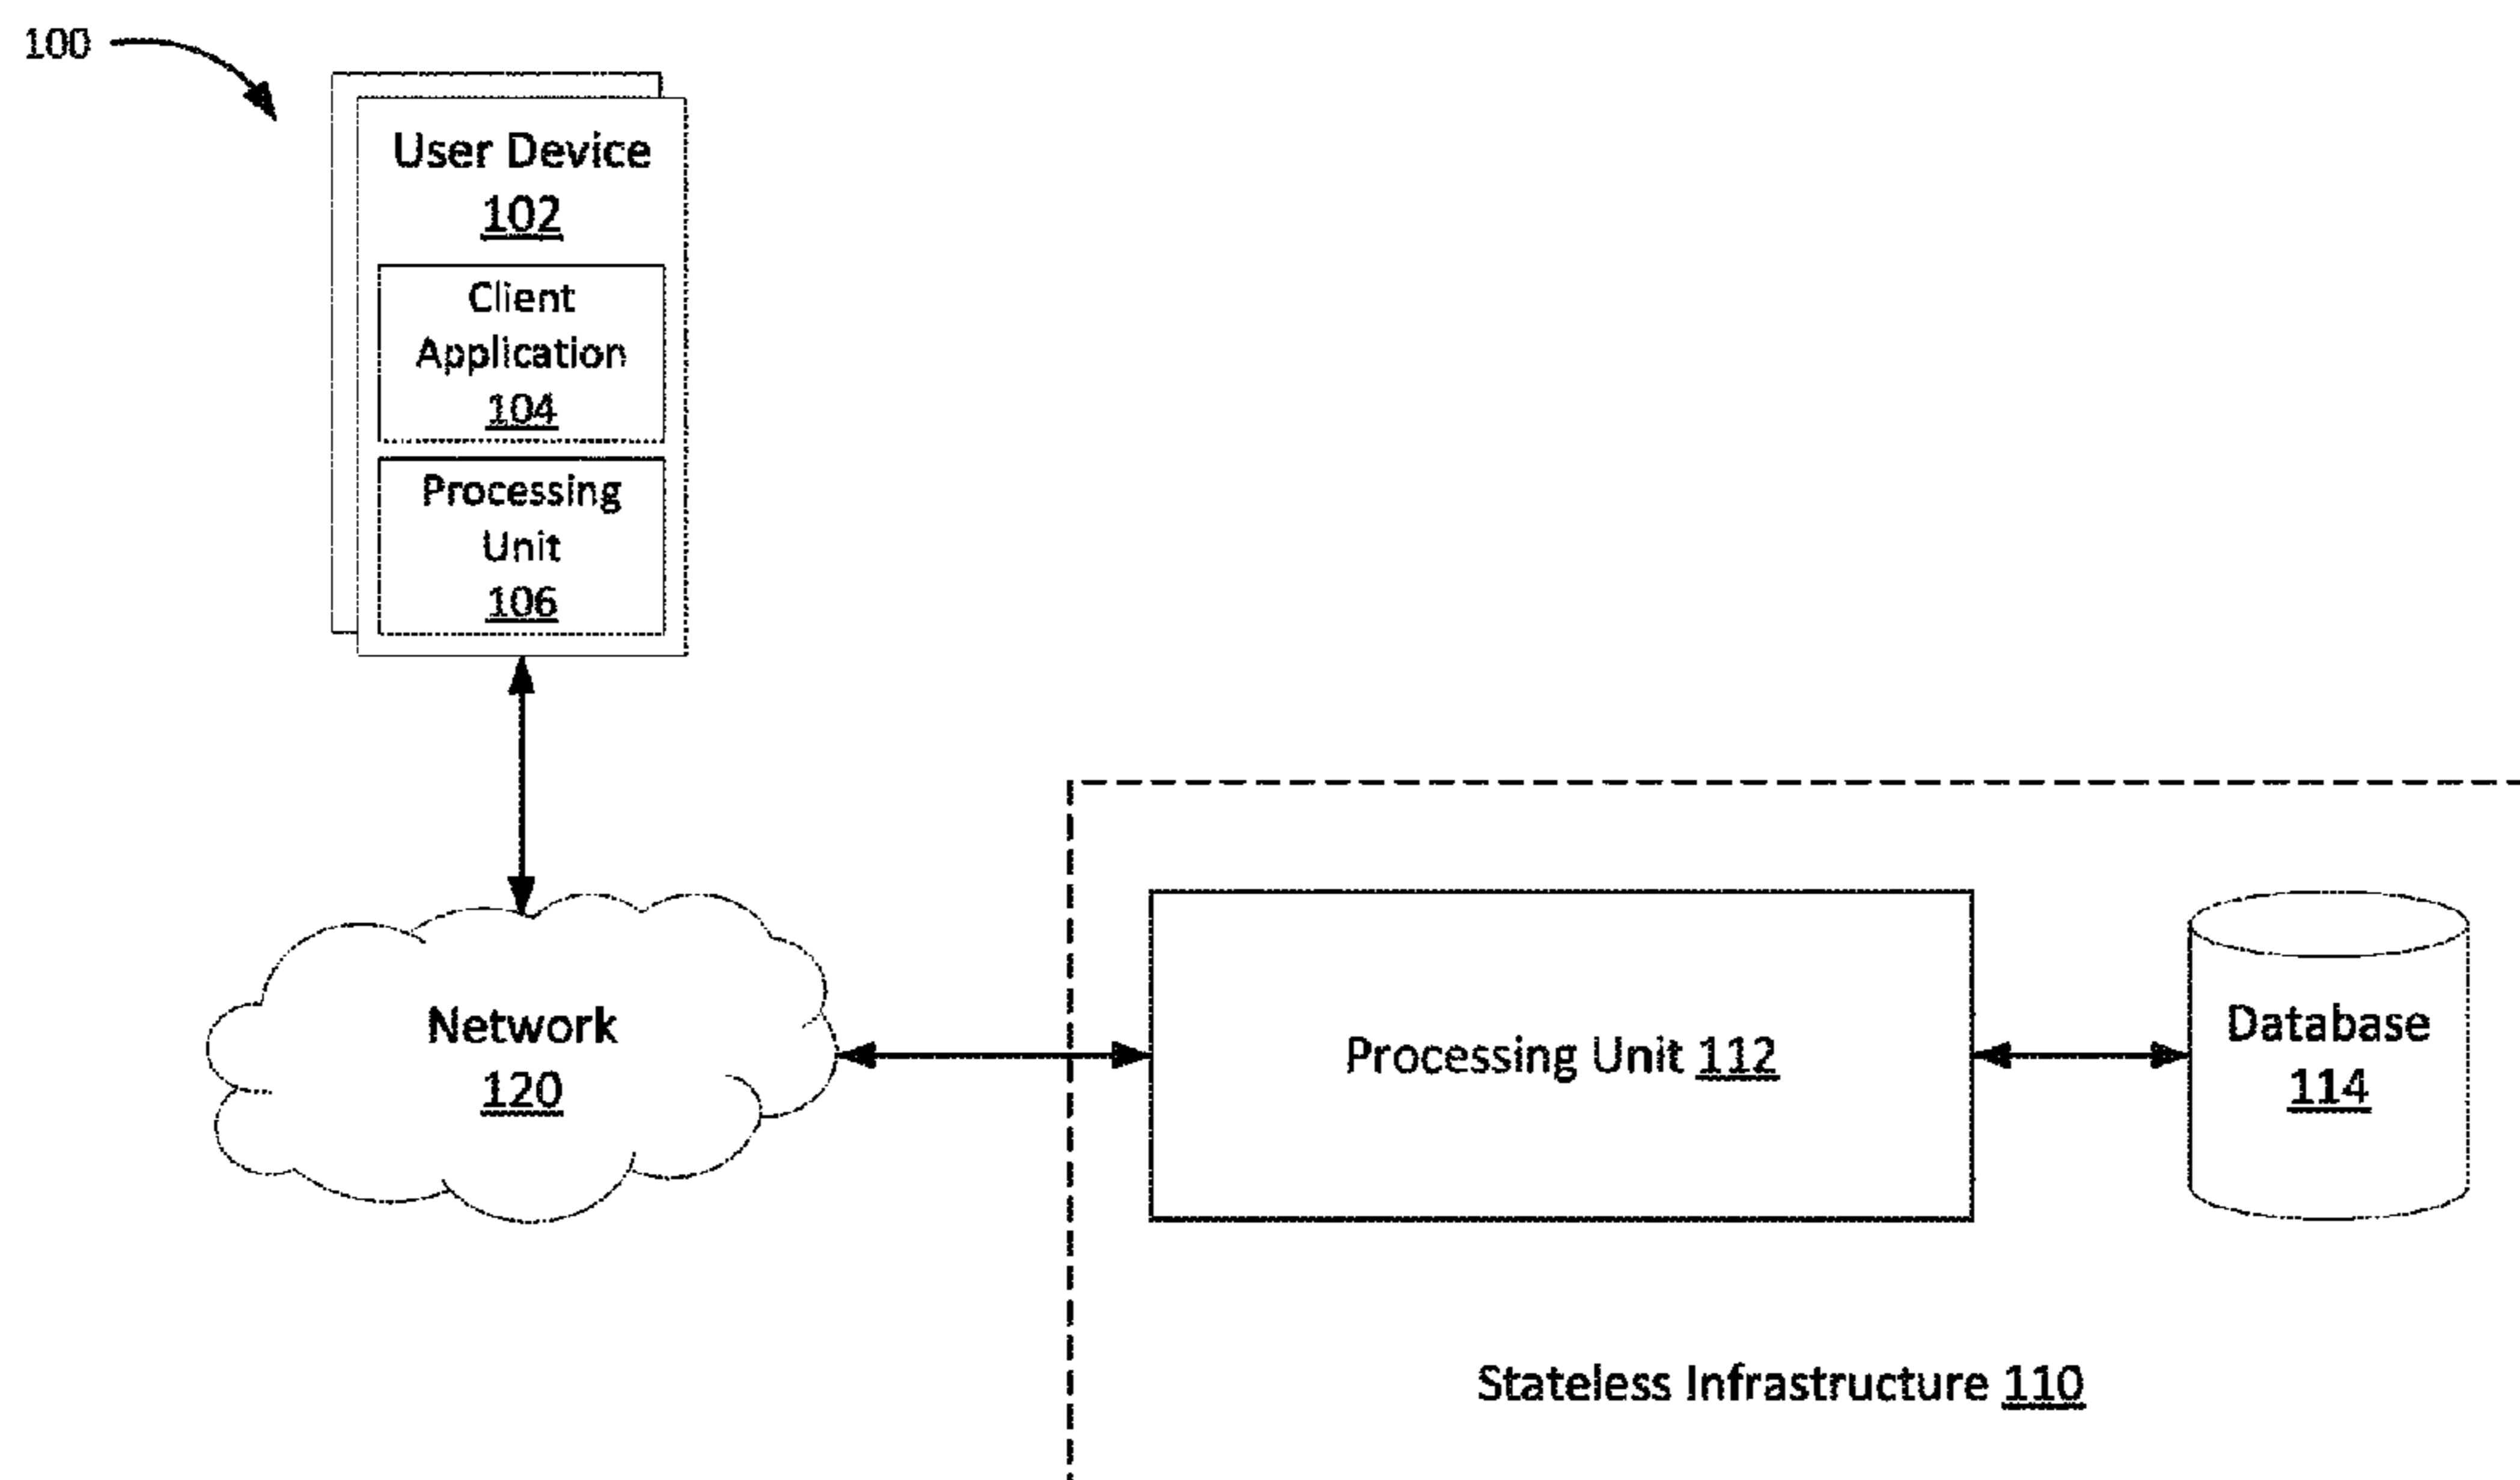 100
User Device
102
Client
Application
104
Processing
Unit
106
Network
120
Processing Unit 112
Database
114
Stateless Infrastructure 110